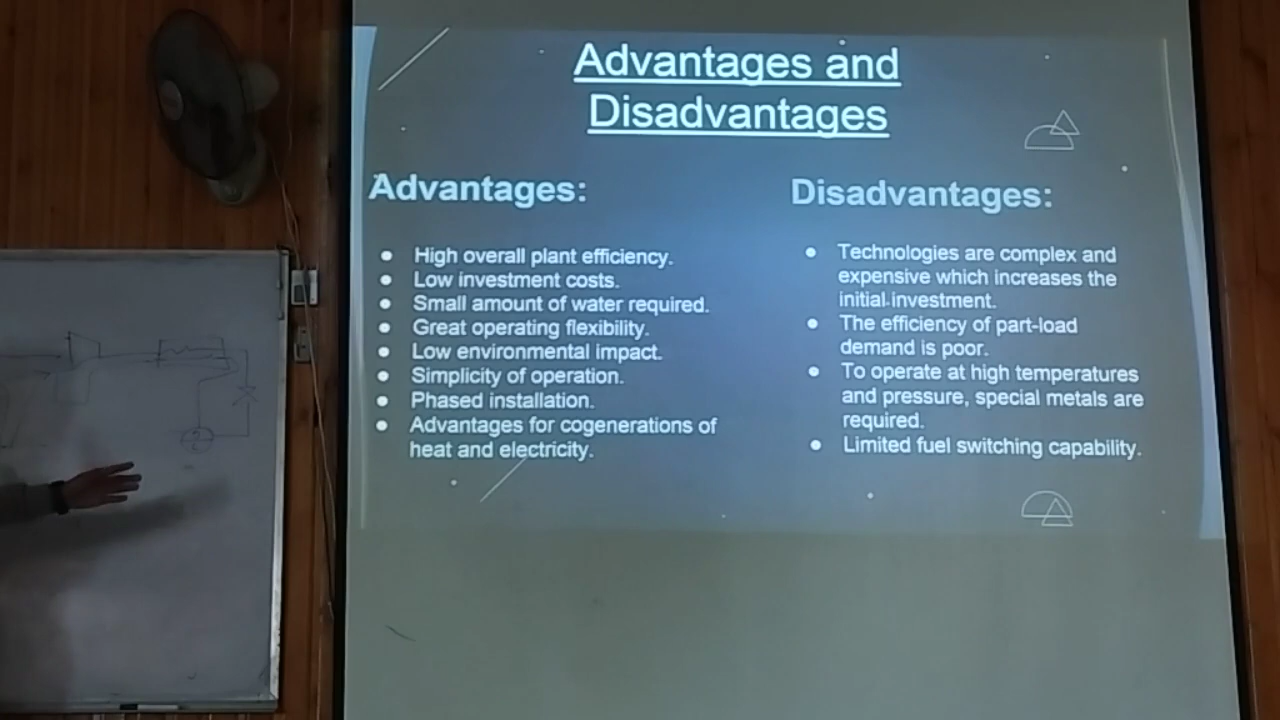 Advantages and
Disadvantages
Advantages:
● High overall plant efficiency.
● Low investment costs.
● Small amount of water required.
● Great operating flexibility.
● Low environmental impact.
● Simplicity of operation.
● Phased installation.
● Advantages for cogenerations of
heat and electricity.
Disadvantages:
● Technologies are complex and
expensive which increases the
initial investment.
● The efficiency of part-load
demand is poor.
● To operate at high temperatures
and pressure, special metals are
required.
● Limited fuel switching capability.